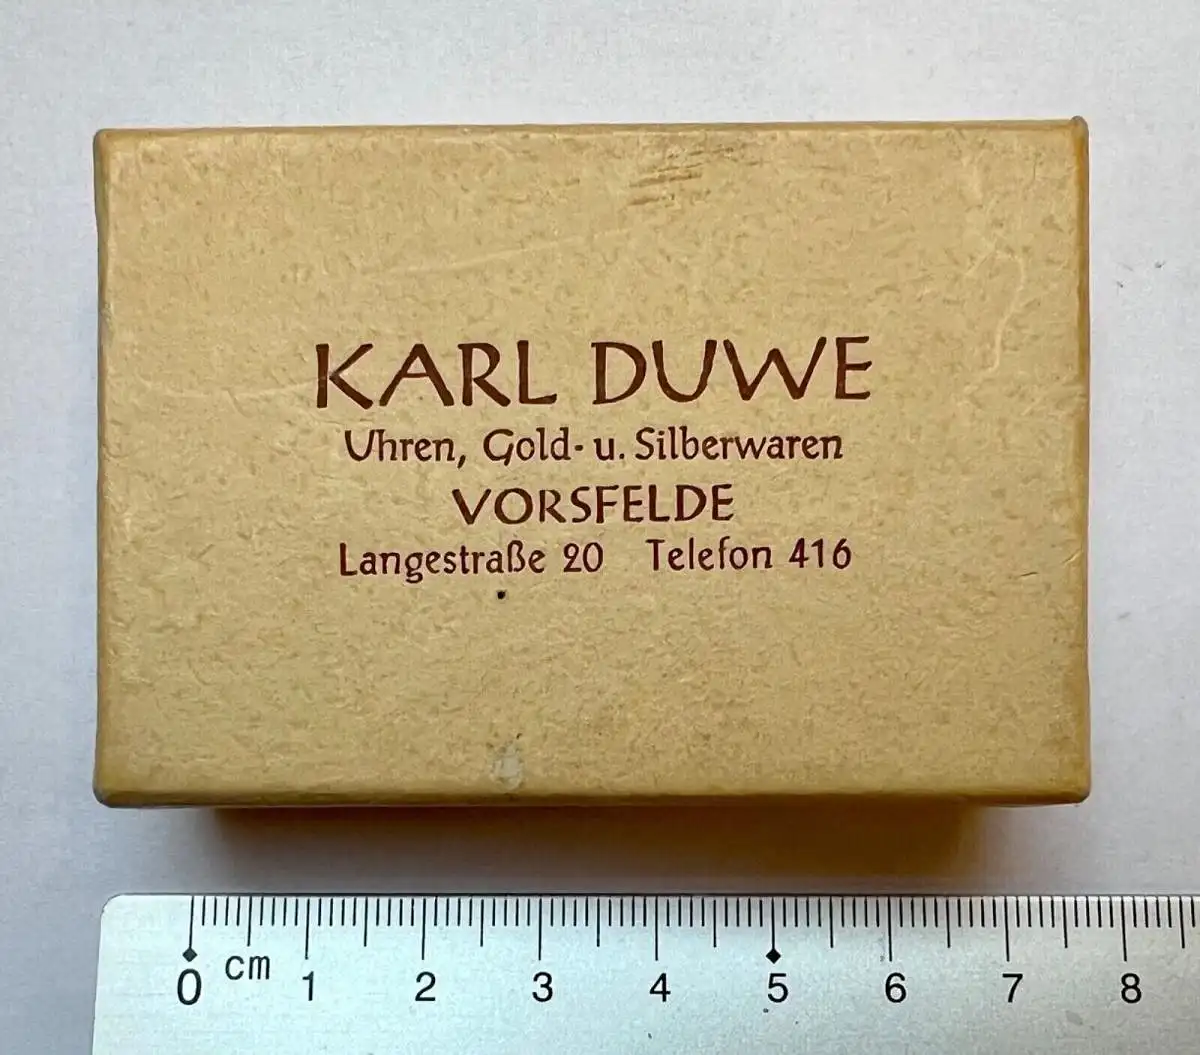 KARL DUWE
Uhren, Gold- u. Silberwaren
VORSFELDE
Langestraße 20 Telefon 416
cm
0 1 2 3 4 5 6 7 8